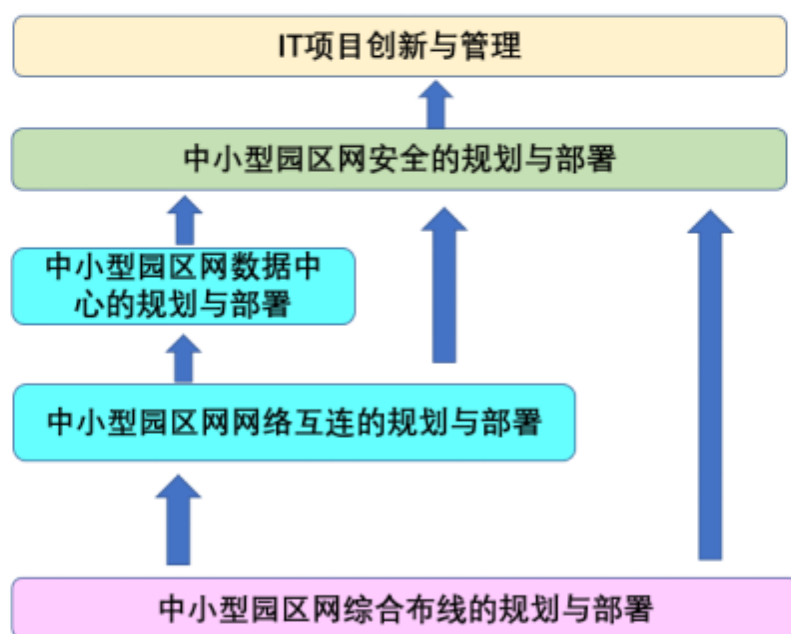 IT项目创新与管理
中小型园区网安全的规划与部署
中小型园区网数据中
心的规划与部署
中小型园区网网络互连的规划与部署
中小型园区网综合布线的规划与部署